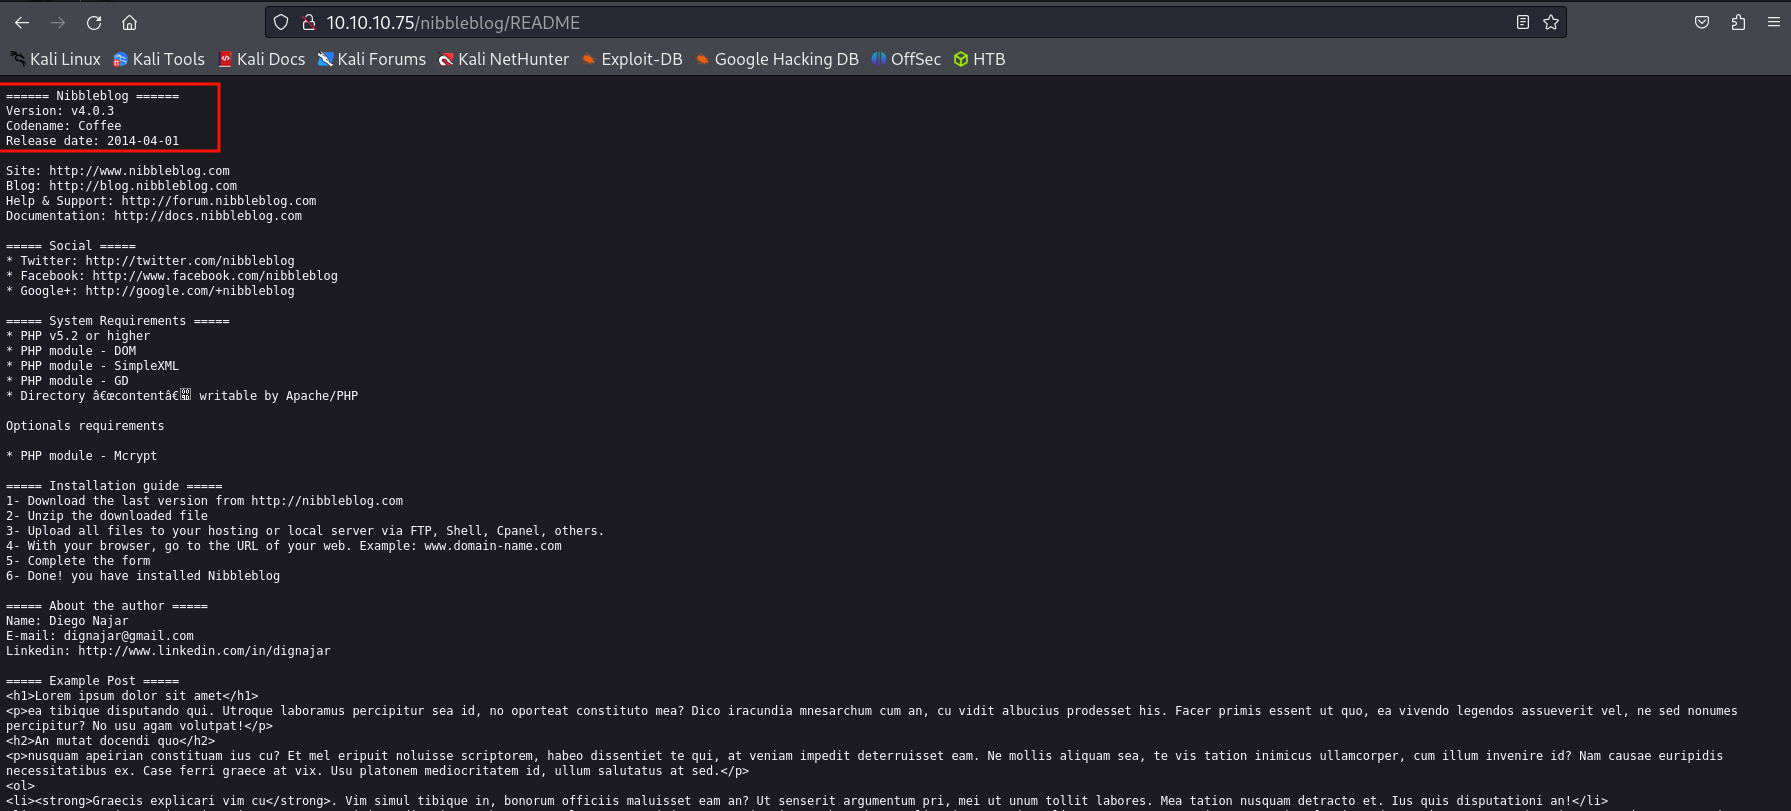 10.10.10.75/nibbleblog/README
Kali Linux Kali Tools Kali Docs Kali Forums Kali NetHunter Exploit-DB Google Hacking DB OffSec HTB
====== Nibbleblog ======
Version: v4.0.3
Codename: Coffee
Release date: 2014-04-01
Site: http://www.nibbleblog.com
Blog: http://blog.nibbleblog.com
Help & Support: http://forum.nibbleblog.com
Documentation: http://docs.nibbleblog.com
===== Social =====
* Twitter: http://twitter.com/nibbleblog
* Facebook: http://www.facebook.com/nibbleblog
* Google+: http://google.com/+nibbleblog
===== System Requirements =====
* PHP v5.2 or higher
* PHP module - DOM
* PHP module - SimpleXML
* PHP module - GD
* Directory â€œcontentâ€ writable by Apache/PHP
Optionals requirements
* PHP module - Mcrypt
===== Installation guide =====
1- Download the last version from http://nibbleblog.com
2- Unzip the downloaded file
3- Upload all files to your hosting or local server via FTP, Shell, Cpanel, others.
4- With your browser, go to the URL of your web. Example: www.domain-name.com
5- Complete the form
6- Done! you have installed Nibbleblog
===== About the author =====
Name: Diego Najar
E-mail: dignajar@gmail.com
Linkedin: http://www.linkedin.com/in/dignajar
===== Example Post =====
<h1>Lorem ipsum dolor sit amet</h1>
<p>ea tibique disputando qui. Utroque laboramus percipitur sea id, no oporteat constituto mea? Dico iracundia mnesarchum cum an, cu vidit albucius prodesset his. Facer primis essent ut quo, ea vivendo legendos assueverit vel, ne sed nonumes
percipitur? No usu agam volutpat!</p>
<h2>An mutat docendi quo</h2>
<p>nusquam apeirian constituam ius cu? Et mel eripuit noluisse scriptorem, habeo dissentiet te qui, at veniam impedit deterruisset eam. Ne mollis aliquam sea, te vis tation inimicus ullamcorper, cum illum invenire id? Nam causae euripidis
necessitatibus ex. Case ferri graece at vix. Usu platonem mediocritatem id, ullum salutatus at sed.</p>
<ol>
<li><strong>Graecis explicari vim cu</strong>. Vim simul tibique in, bonorum officiis maluisset eam an? Ut senserit argumentum pri, mei ut unum tollit labores. Mea tation nusquam detracto et. Ius quis disputationi an!</li>